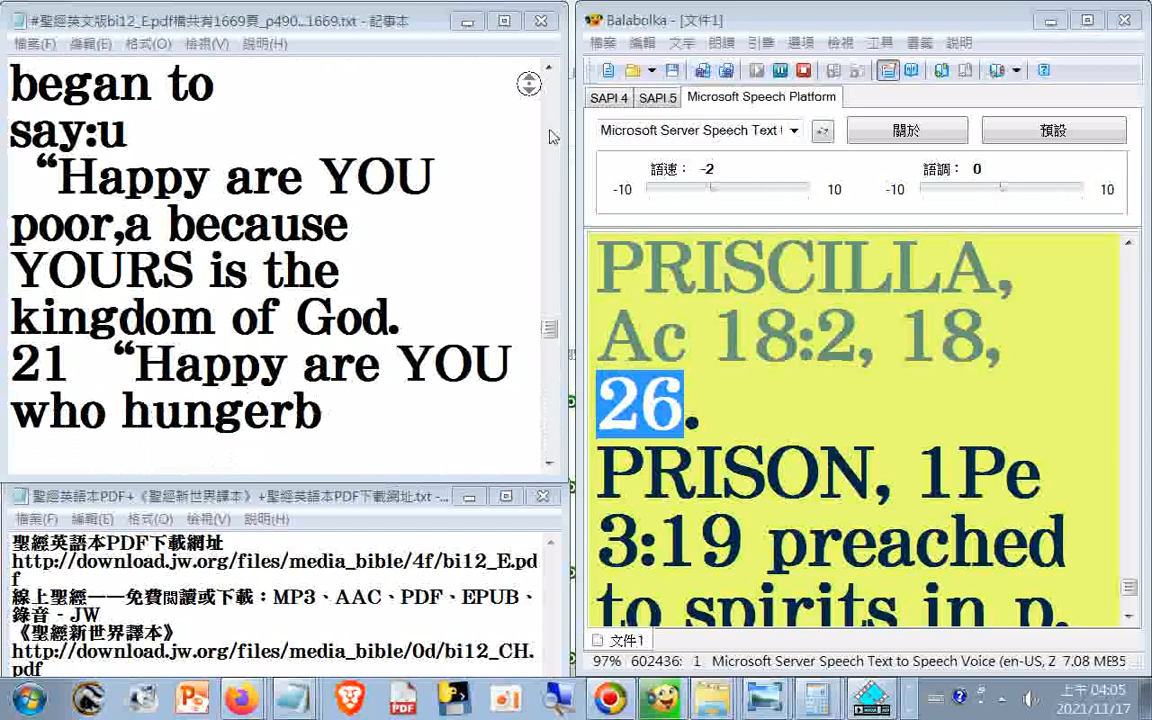 #聖經英文版bi12_E.pdf檔共有1669頁_p490...1669.txt - 記事本
檔案(F) 編輯(E) 格式(O) 檢視(V) 說明(H)
began to
say:u
“Happy are YOU
poor,a because
YOURS is the
kingdom of God.
21 “Happy are YOU
who hungerb
聖經英語本PDF+《聖經新世界譯本》+聖經英語本PDF下載網址.txt - ...
檔案(F) 編輯(E) 格式(O) 檢視(V) 說明(H)
聖經英語本PDF下載網址
http://download.jw.org/files/media_bible/4f/bi12_E.pd
f
線上聖經——免費閱讀或下載：MP3、AAC、PDF、EPUB、
錄音 - JW
《聖經新世界譯本》
http://download.jw.org/files/media_bible/0d/bi12_CH.
pdf
Balabolka - [文件1]
檔案 編輯 文字 朗讀 引擎 選項 檢視 工具 書籤 說明
SAPI 4 SAPI 5 Microsoft Speech Platform
Microsoft Server Speech Text 關於 預設
語速： -2 語調： 0
-10 10 -10 10
PRISCILLA,
Ac 18:2, 18,
26.
PRISON, 1Pe
3:19 preached
to spirits in p.
文件1
97% 602436: 1 Microsoft Server Speech Text to Speech Voice (en-US, Z 7.08 MB
上午 04:05
2021/11/17